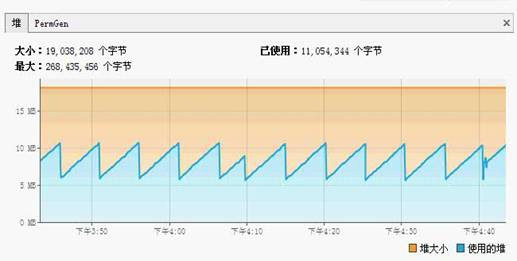 堆 PermGen
大小：19,038,208 个字节 已使用：11,054,344 个字节
最大：268,435,456 个字节
15 MB
10 MB
5 MB
0 MB
下午3:50 下午4:00 下午4:10 下午4:20 下午4:30 下午4:40
堆大小 使用的堆